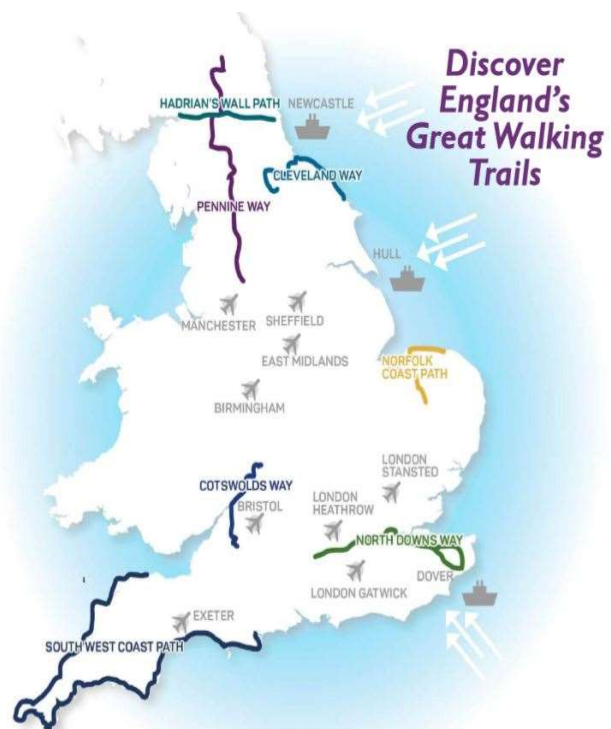 Discover
England's
Great Walking
Trails
HADRIAN'S WALL PATH
NEWCASTLE
CLEVELAND WAY
PENNINE WAY
HULL
MANCHESTER
SHEFFIELD
EAST MIDLANDS
NORFOLK
COAST PATH
BIRMINGHAM
COTSWOLDS WAY
BRISTOL
LONDON
STANSTED
LONDON
HEATHROW
NORTH DOWNS WAY
LONDON GATWICK
DOVER
EXETER
SOUTH WEST COAST PATH